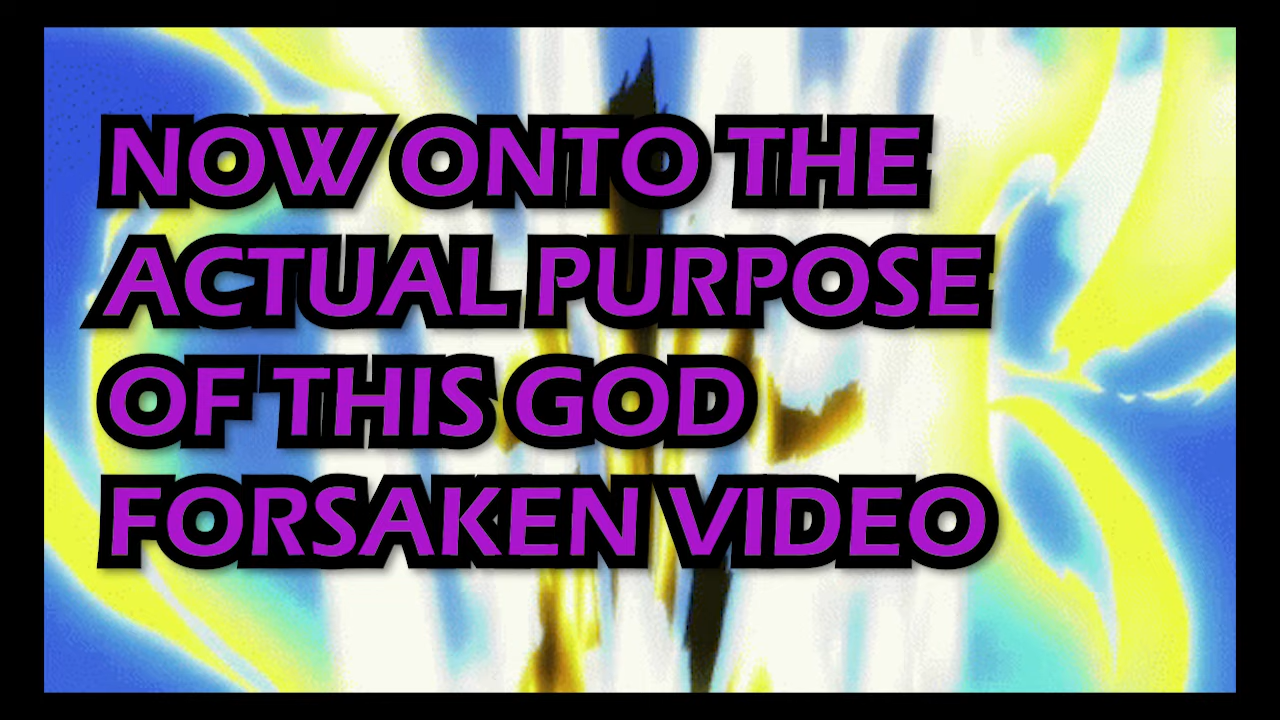 NOW ONTO THE
ACTUAL PURPOSE
OF THIS GOD
FORSAKEN VIDEO